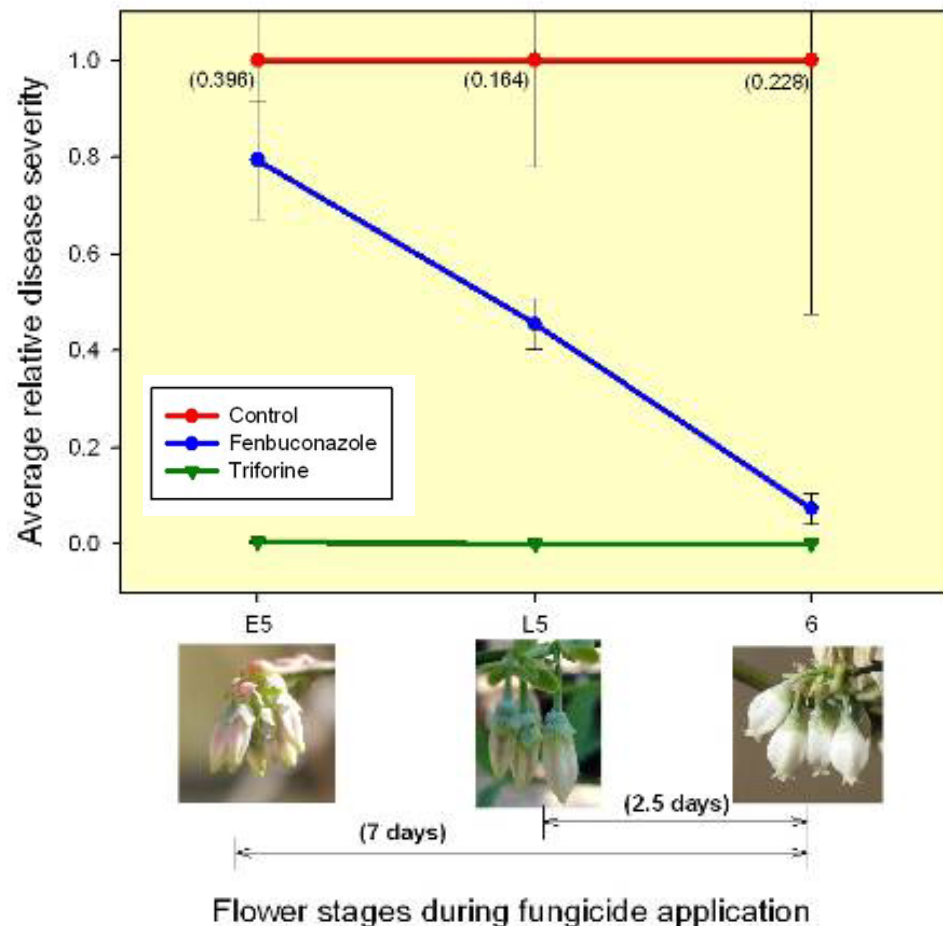 Average relative disease severity
1.0
0.8
0.6
0.4
0.2
0.0
(0.396)
(0.164)
(0.228)
Control
Fenbuconazole
Triforine
E5
L5
6
(2.5 days)
(7 days)
Flower stages during fungicide application